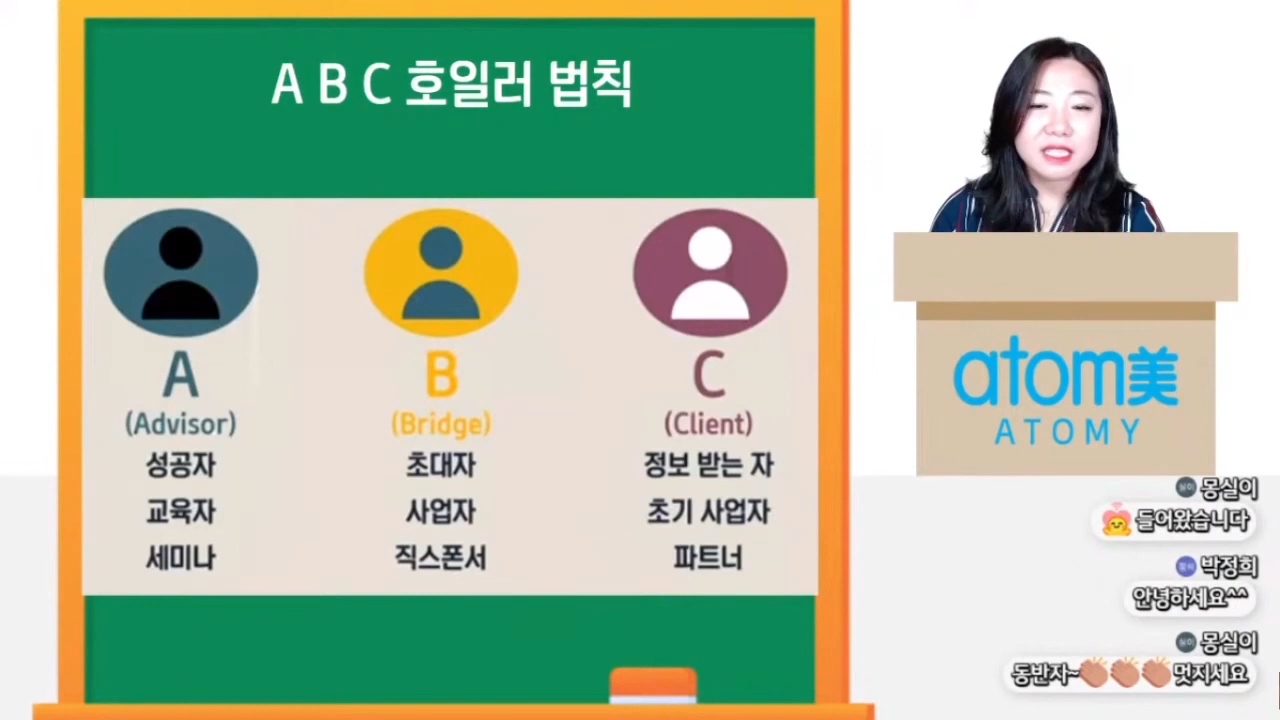 A B C 호일러 법칙
A
(Advisor)
성공자
교육자
세미나
B
(Bridge)
초대자
사업자
직스폰서
C
(Client)
정보 받는 자
초기 사업자
파트너
atom美
ATOMY
몽실이
들어왔습니다
박정희
안녕하세요^^
몽실이
동반자~👏👏👏멋지세요